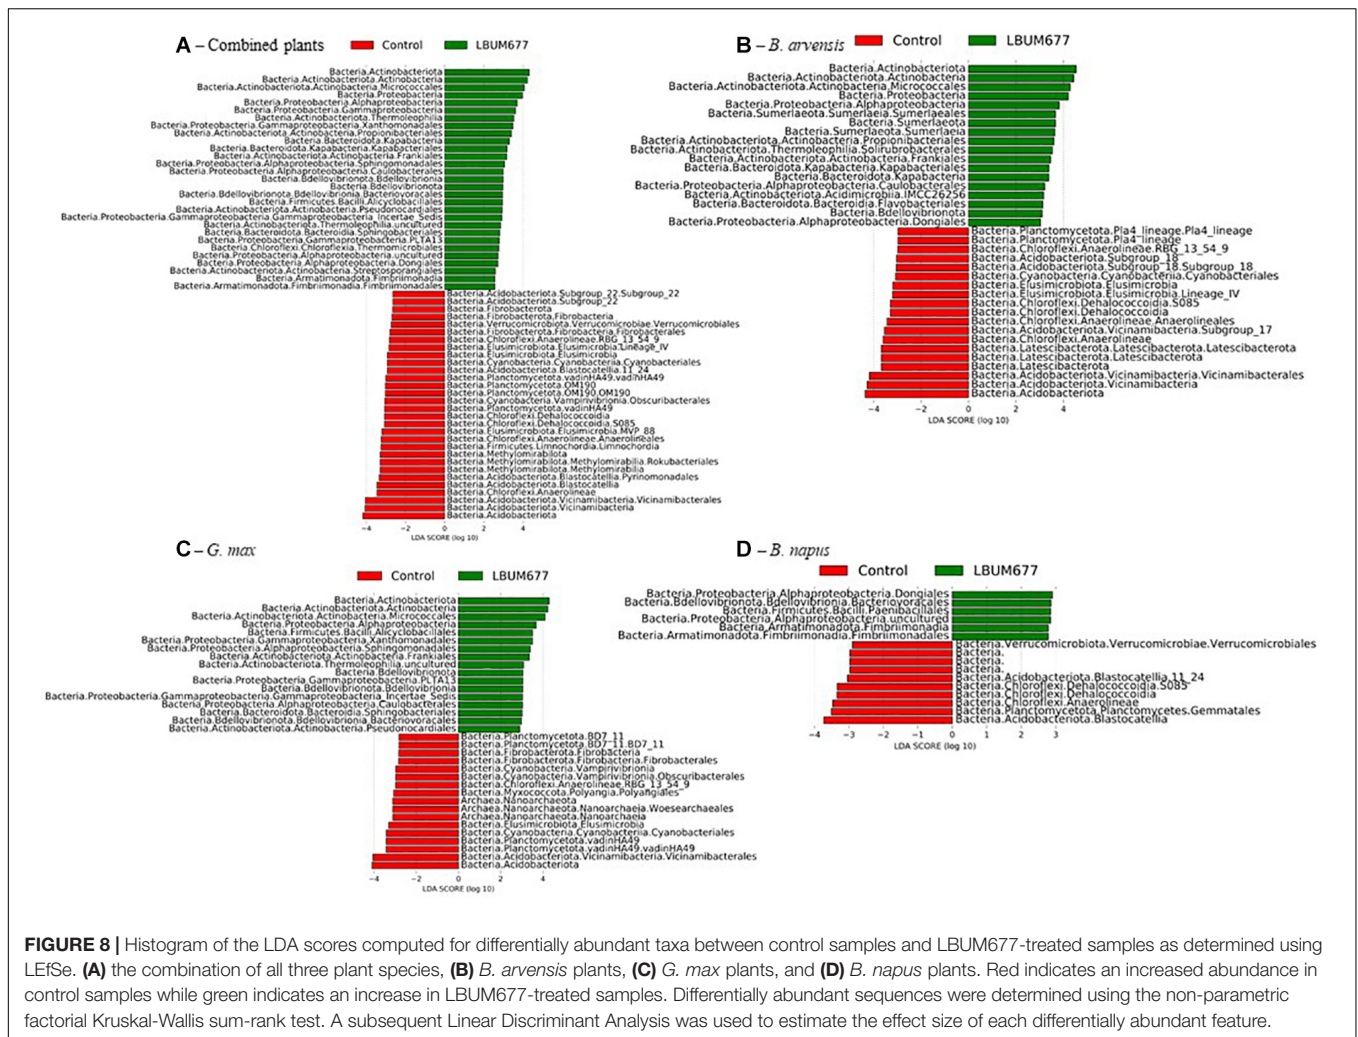 A – Combined plants
Control
LBUM677
Bacteria.Actinobacteriota
Bacteria.Actinobacteriota.Actinobacteria
Bacteria.Actinobacteriota.Actinobacteria.Micrococcales
Bacteria.Proteobacteria
Bacteria.Proteobacteria.Alphaproteobacteria
Bacteria.Proteobacteria.Gammaproteobacteria
Bacteria.Actinobacteriota.Thermoleophilia
Bacteria.Proteobacteria.Gammaproteobacteria.Xanthomonadales
Bacteria.Actinobacteriota.Actinobacteria.Propionibacteriales
Bacteria.Bacteroidota.Kapabacteria
Bacteria.Bacteroidota.Kapabacteria.Kapabacteriales
Bacteria.Actinobacteriota.Actinobacteria.Frankiales
Bacteria.Proteobacteria.Alphaproteobacteria.Sphingomonadales
Bacteria.Proteobacteria.Alphaproteobacteria.Caulobacterales
Bacteria.Bdellovibrionota.Bdellovibrionia
Bacteria.Bdellovibrionota
Bacteria.Bdellovibrionota.Bdellovibrionia.Bacteriovoracales
Bacteria.Firmicutes.Bacilli.Alicyclobacillales
Bacteria.Actinobacteriota.Actinobacteria.Pseudonocardiales
Bacteria.Proteobacteria.Gammaproteobacteria.Gammaproteobacteria_Incertae_Sedis
Bacteria.Actinobacteriota.Thermoleophilia.uncultured
Bacteria.Bacteroidota.Bacteroidia.Sphingobacteriales
Bacteria.Proteobacteria.Gammaproteobacteria.PLTA13
Bacteria.Chloroflexi.Chloroflexia.Thermomicrobiales
Bacteria.Proteobacteria.Alphaproteobacteria.uncultured
Bacteria.Proteobacteria.Alphaproteobacteria.Dongiales
Bacteria.Actinobacteriota.Actinobacteria.Streptosporangiales
Bacteria.Armatimonadota.Fimbriimonadia
Bacteria.Armatimonadota.Fimbriimonadia.Fimbriimonadales
Bacteria.Acidobacteriota.Subgroup_22.Subgroup_22
Bacteria.Acidobacteriota.Subgroup_22
Bacteria.Fibrobacterota
Bacteria.Fibrobacterota.Fibrobacteria
Bacteria.Verrucomicrobiota.Verrucomicrobiae.Verrucomicrobiales
Bacteria.Fibrobacterota.Fibrobacteria.Fibrobacterales
Bacteria.Chloroflexi.Anaerolineae.RBG_13_54_9
Bacteria.Elusimicrobiota.Elusimicrobia.Lineage_IV
Bacteria.Elusimicrobiota.Elusimicrobia
Bacteria.Cyanobacteria.Cyanobacteriia.Cyanobacteriales
Bacteria.Acidobacteriota.Blastocatellia.11_24
Bacteria.Planctomycetota.vadinHA49.vadinHA49
Bacteria.Planctomycetota.OM190
Bacteria.Planctomycetota.OM190.OM190
Bacteria.Cyanobacteria.Vampirivibrionia.Obscuribacterales
Bacteria.Planctomycetota.vadinHA49
Bacteria.Chloroflexi.Dehalococcoidia
Bacteria.Chloroflexi.Dehalococcoidia.S085
Bacteria.Elusimicrobiota.Elusimicrobia.MVP_88
Bacteria.Chloroflexi.Anaerolineae.Anaerolineales
Bacteria.Firmicutes.Limnochordia.Limnochordia
Bacteria.Methylomirabilota
Bacteria.Methylomirabilota.Methylomirabilia.Rokubacteriales
Bacteria.Methylomirabilota.Methylomirabilia
Bacteria.Acidobacteriota.Blastocatellia.Pyrinomonadales
Bacteria.Acidobacteriota.Blastocatellia
Bacteria.Chloroflexi.Anaerolineae
Bacteria.Acidobacteriota.Vicinamibacteria.Vicinamibacterales
Bacteria.Acidobacteriota.Vicinamibacteria
Bacteria.Acidobacteriota
−4 −2 0 2 4
LDA SCORE (log 10)
B – B. arvensis
Control
LBUM677
Bacteria.Actinobacteriota
Bacteria.Actinobacteriota.Actinobacteria
Bacteria.Actinobacteriota.Actinobacteria.Micrococcales
Bacteria.Proteobacteria
Bacteria.Proteobacteria.Alphaproteobacteria
Bacteria.Sumerlaeota.Sumerlaeia.Sumerlaeales
Bacteria.Sumerlaeota
Bacteria.Sumerlaeota.Sumerlaeia
Bacteria.Actinobacteriota.Actinobacteria.Propionibacteriales
Bacteria.Actinobacteriota.Thermoleophilia.Solirubrobacterales
Bacteria.Actinobacteriota.Actinobacteria.Frankiales
Bacteria.Bacteroidota.Kapabacteria.Kapabacteriales
Bacteria.Bacteroidota.Kapabacteria
Bacteria.Proteobacteria.Alphaproteobacteria.Caulobacterales
Bacteria.Actinobacteriota.Acidimicrobiia.IMCC26256
Bacteria.Bacteroidota.Bacteroidia.Flavobacteriales
Bacteria.Bdellovibrionota
Bacteria.Proteobacteria.Alphaproteobacteria.Dongiales
Bacteria.Planctomycetota.Pla4_lineage.Pla4_lineage
Bacteria.Planctomycetota.Pla4_lineage
Bacteria.Chloroflexi.Anaerolineae.RBG_13_54_9
Bacteria.Acidobacteriota.Subgroup_18
Bacteria.Acidobacteriota.Subgroup_18.Subgroup_18
Bacteria.Cyanobacteria.Cyanobacteriia.Cyanobacteriales
Bacteria.Elusimicrobiota.Elusimicrobia
Bacteria.Elusimicrobiota.Elusimicrobia.Lineage_IV
Bacteria.Chloroflexi.Dehalococcoidia.S085
Bacteria.Chloroflexi.Dehalococcoidia
Bacteria.Chloroflexi.Anaerolineae.Anaerolineales
Bacteria.Acidobacteriota.Vicinamibacteria.Subgroup_17
Bacteria.Chloroflexi.Anaerolineae
Bacteria.Latescibacterota.Latescibacterota.Latescibacterota
Bacteria.Latescibacterota.Latescibacterota
Bacteria.Latescibacterota
Bacteria.Acidobacteriota.Vicinamibacteria.Vicinamibacterales
Bacteria.Acidobacteriota.Vicinamibacteria
Bacteria.Acidobacteriota
−4 −2 0 2 4
LDA SCORE (log 10)
C – G. max
Control
LBUM677
Bacteria.Actinobacteriota
Bacteria.Actinobacteriota.Actinobacteria
Bacteria.Actinobacteriota.Actinobacteria.Micrococcales
Bacteria.Proteobacteria.Alphaproteobacteria
Bacteria.Firmicutes.Bacilli.Alicyclobacillales
Bacteria.Proteobacteria.Gammaproteobacteria.Xanthomonadales
Bacteria.Proteobacteria.Alphaproteobacteria.Sphingomonadales
Bacteria.Actinobacteriota.Actinobacteria.Frankiales
Bacteria.Actinobacteriota.Thermoleophilia.uncultured
Bacteria.Bdellovibrionota
Bacteria.Proteobacteria.Gammaproteobacteria.PLTA13
Bacteria.Bdellovibrionota.Bdellovibrionia
Bacteria.Proteobacteria.Gammaproteobacteria.Gammaproteobacteria_Incertae_Sedis
Bacteria.Proteobacteria.Alphaproteobacteria.Caulobacterales
Bacteria.Bacteroidota.Bacteroidia.Sphingobacteriales
Bacteria.Bdellovibrionota.Bdellovibrionia.Bacteriovoracales
Bacteria.Actinobacteriota.Actinobacteria.Pseudonocardiales
Bacteria.Planctomycetota.BD7_11
Bacteria.Planctomycetota.BD7_11.BD7_11
Bacteria.Fibrobacterota.Fibrobacteria
Bacteria.Fibrobacterota.Fibrobacteria.Fibrobacterales
Bacteria.Cyanobacteria.Vampirivibrionia
Bacteria.Cyanobacteria.Vampirivibrionia.Obscuribacterales
Bacteria.Chloroflexi.Anaerolineae.RBG_13_54_9
Bacteria.Myxococcota.Polyangia.Polyangiales
Archaea.Nanoarchaeota
Archaea.Nanoarchaeota.Nanoarchaeia.Woesearchaeales
Archaea.Nanoarchaeota.Nanoarchaeia
Bacteria.Elusimicrobiota.Elusimicrobia
Bacteria.Cyanobacteria.Cyanobacteriia.Cyanobacteriales
Bacteria.Planctomycetota.vadinHA49
Bacteria.Planctomycetota.vadinHA49.vadinHA49
Bacteria.Acidobacteriota.Vicinamibacteria.Vicinamibacterales
Bacteria.Acidobacteriota
−4 −2 0 2 4
LDA SCORE (log 10)
D – B. napus
Control
LBUM677
Bacteria.Proteobacteria.Alphaproteobacteria.Dongiales
Bacteria.Bdellovibrionota.Bdellovibrionia.Bacteriovoracales
Bacteria.Firmicutes.Bacilli.Paenibacillales
Bacteria.Proteobacteria.Alphaproteobacteria.uncultured
Bacteria.Armatimonadota.Fimbriimonadia
Bacteria.Armatimonadota.Fimbriimonadia.Fimbriimonadales
Bacteria.Verrucomicrobiota.Verrucomicrobiae.Verrucomicrobiales
Bacteria.
Bacteria.
Bacteria.
Bacteria.Acidobacteriota.Blastocatellia.11_24
Bacteria.Chloroflexi.Dehalococcoidia.S085
Bacteria.Chloroflexi.Dehalococcoidia
Bacteria.Chloroflexi.Anaerolineae
Bacteria.Planctomycetota.Planctomycetes.Gemmatales
Bacteria.Acidobacteriota.Blastocatellia
−4 −3 −2 −1 0 1 2 3
LDA SCORE (log 10)
FIGURE 8 | Histogram of the LDA scores computed for differentially abundant taxa between control samples and LBUM677-treated samples as determined using
LEfSe. (A) the combination of all three plant species, (B) B. arvensis plants, (C) G. max plants, and (D) B. napus plants. Red indicates an increased abundance in
control samples while green indicates an increase in LBUM677-treated samples. Differentially abundant sequences were determined using the non-parametric
factorial Kruskal-Wallis sum-rank test. A subsequent Linear Discriminant Analysis was used to estimate the effect size of each differentially abundant feature.